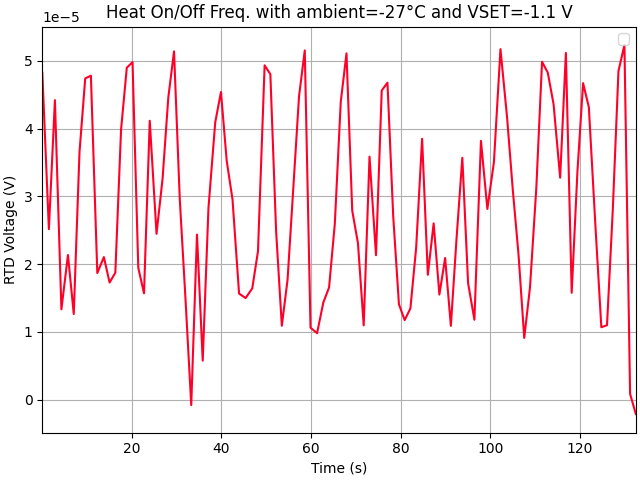 Heat On/Off Freq. with ambient=-27°C and VSET=-1.1 V
1e−5
5
4
3
2
1
0
RTD Voltage (V)
20 40 60 80 100 120
Time (s)